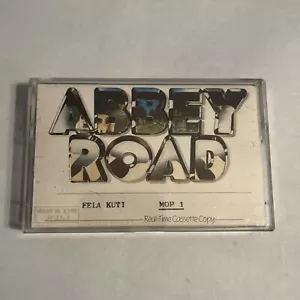 ABBEY
ROAD
FELA KUTI MOP 1
Real-Time Cassette Copy